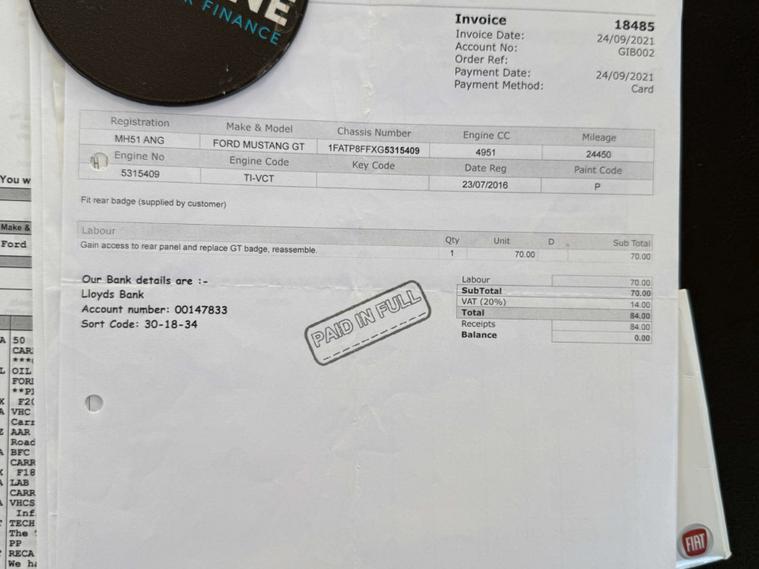 NE
FINANCE
Invoice 18485
Invoice Date: 24/09/2021
Account No: GIB002
Order Ref:
Payment Date: 24/09/2021
Payment Method: Card
Registration Make & Model Chassis Number Engine CC Mileage
MH51 ANG FORD MUSTANG GT 1FATP8FFXG5315409 4951 24450
Engine No Engine Code Key Code Date Reg Paint Code
5315409 TI-VCT 23/07/2016 P
Fit rear badge (supplied by customer)
Labour Qty Unit D Sub Total
Gain access to rear panel and replace GT badge, reassemble. 1 70.00 70.00
Our Bank details are :-
Lloyds Bank
Account number: 00147833
Sort Code: 30-18-34
PAID IN FULL
Labour 70.00
SubTotal 70.00
VAT (20%) 14.00
Total 84.00
Receipts 84.00
Balance 0.00
You w
Make &
Ford
A 50
CAR
***
L OIL
FORI
**P
K F20
A VHC
Carr
Z AAR
Road
A BFC
CARR
K F18
A LAB
CARR
A VHCS
Inf
TECH
The
PP
RECA
We ha
FIAT